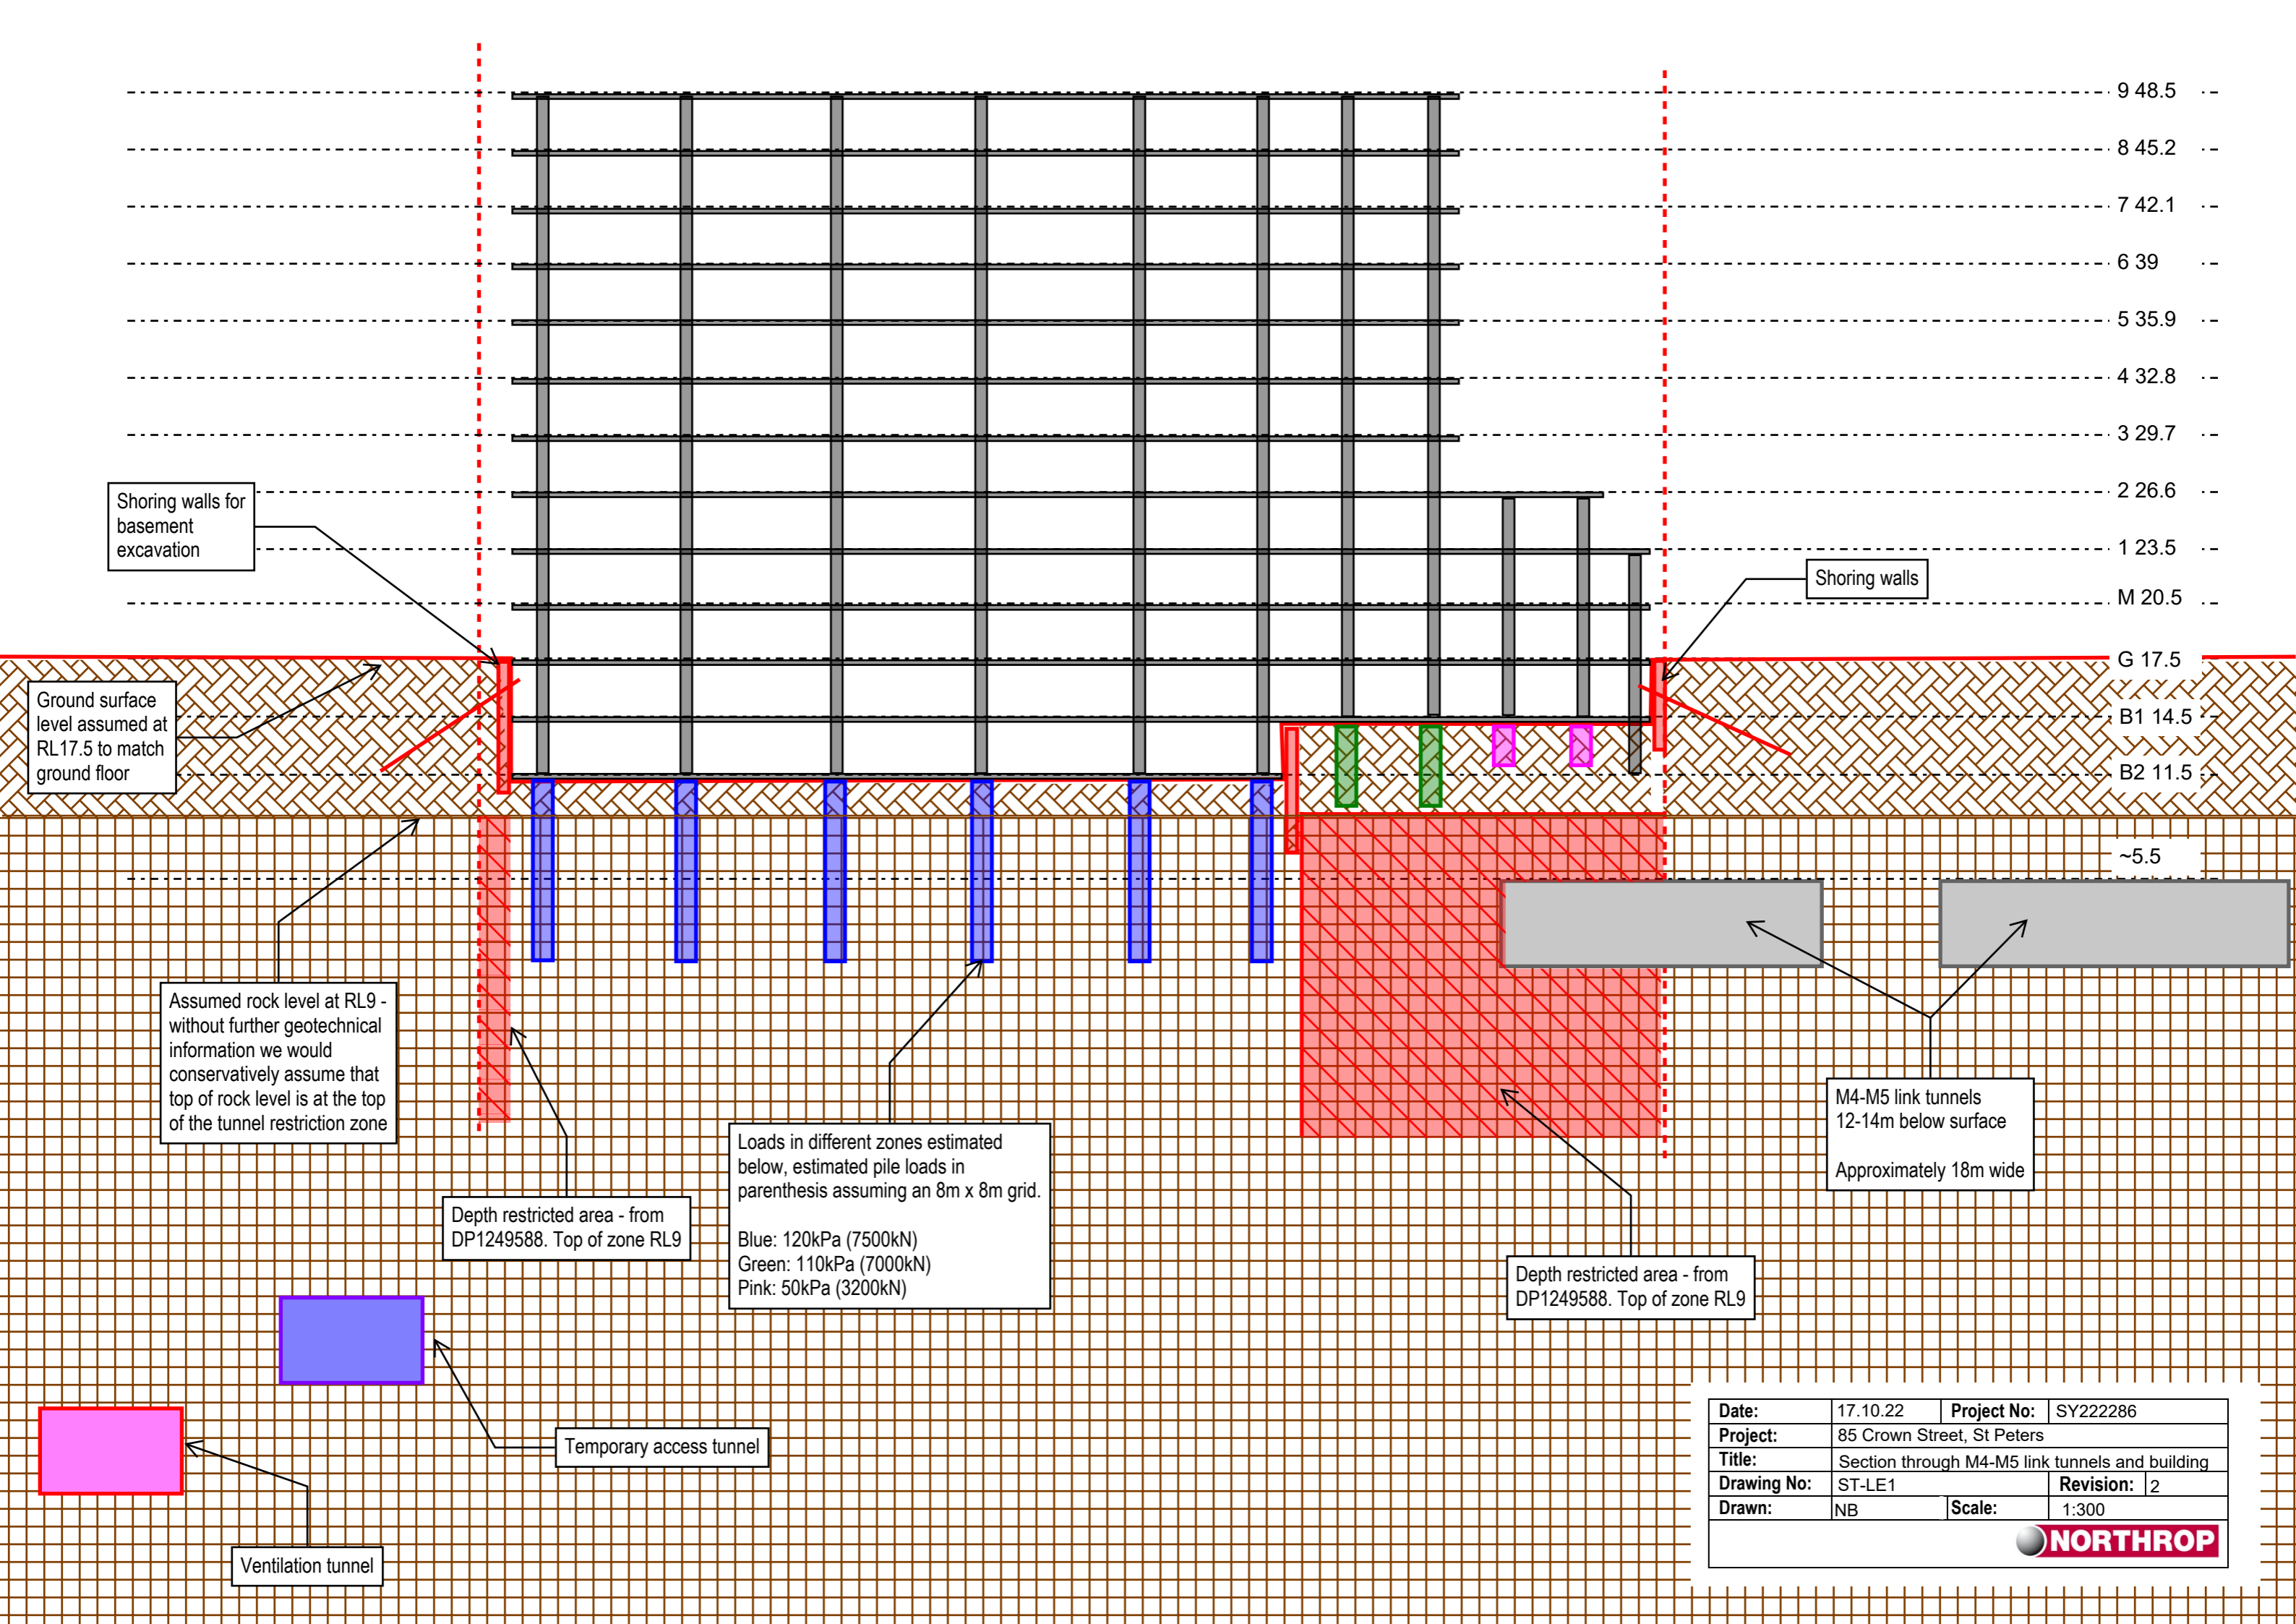 9 48.5
8 45.2
7 42.1
6 39
5 35.9
4 32.8
3 29.7
2 26.6
1 23.5
M 20.5
G 17.5
B1 14.5
B2 11.5
~5.5
Shoring walls for
basement
excavation
Shoring walls
Ground surface
level assumed at
RL17.5 to match
ground floor
Assumed rock level at RL9 -
without further geotechnical
information we would
conservatively assume that
top of rock level is at the top
of the tunnel restriction zone
Depth restricted area - from
DP1249588. Top of zone RL9
Loads in different zones estimated
below, estimated pile loads in
parenthesis assuming an 8m x 8m grid.
Blue: 120kPa (7500kN)
Green: 110kPa (7000kN)
Pink: 50kPa (3200kN)
M4-M5 link tunnels
12-14m below surface
Approximately 18m wide
Depth restricted area - from
DP1249588. Top of zone RL9
Temporary access tunnel
Ventilation tunnel
Date: 17.10.22 Project No: SY222286
Project: 85 Crown Street, St Peters
Title: Section through M4-M5 link tunnels and building
Drawing No: ST-LE1 Revision: 2
Drawn: NB Scale: 1:300
NORTHROP